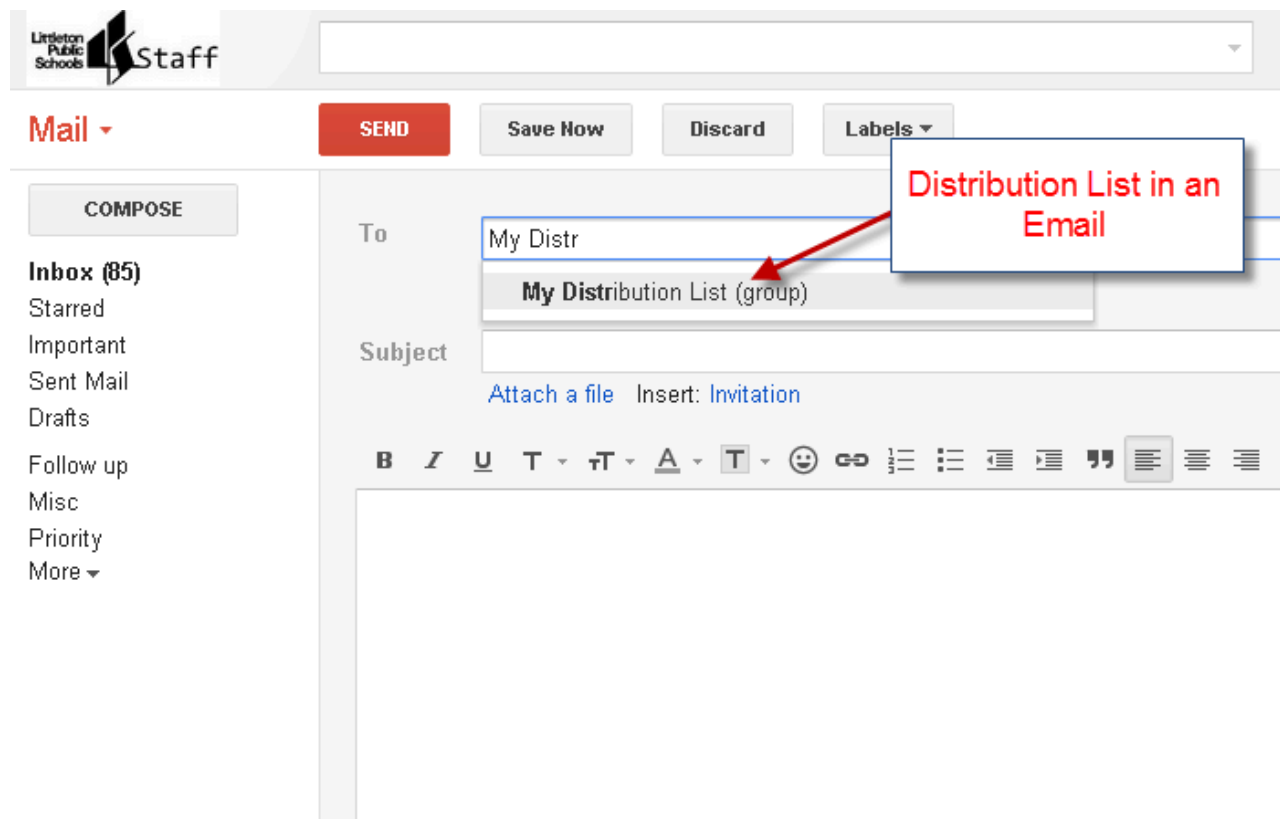 Littleton
Public
Schools
Staff
Mail
SEND
Save Now
Discard
Labels
Distribution List in an
Email
COMPOSE
To
My Distr
My Distribution List (group)
Inbox (85)
Starred
Important
Sent Mail
Drafts
Follow up
Misc
Priority
More
Subject
Attach a file Insert: Invitation
B I U T T A T